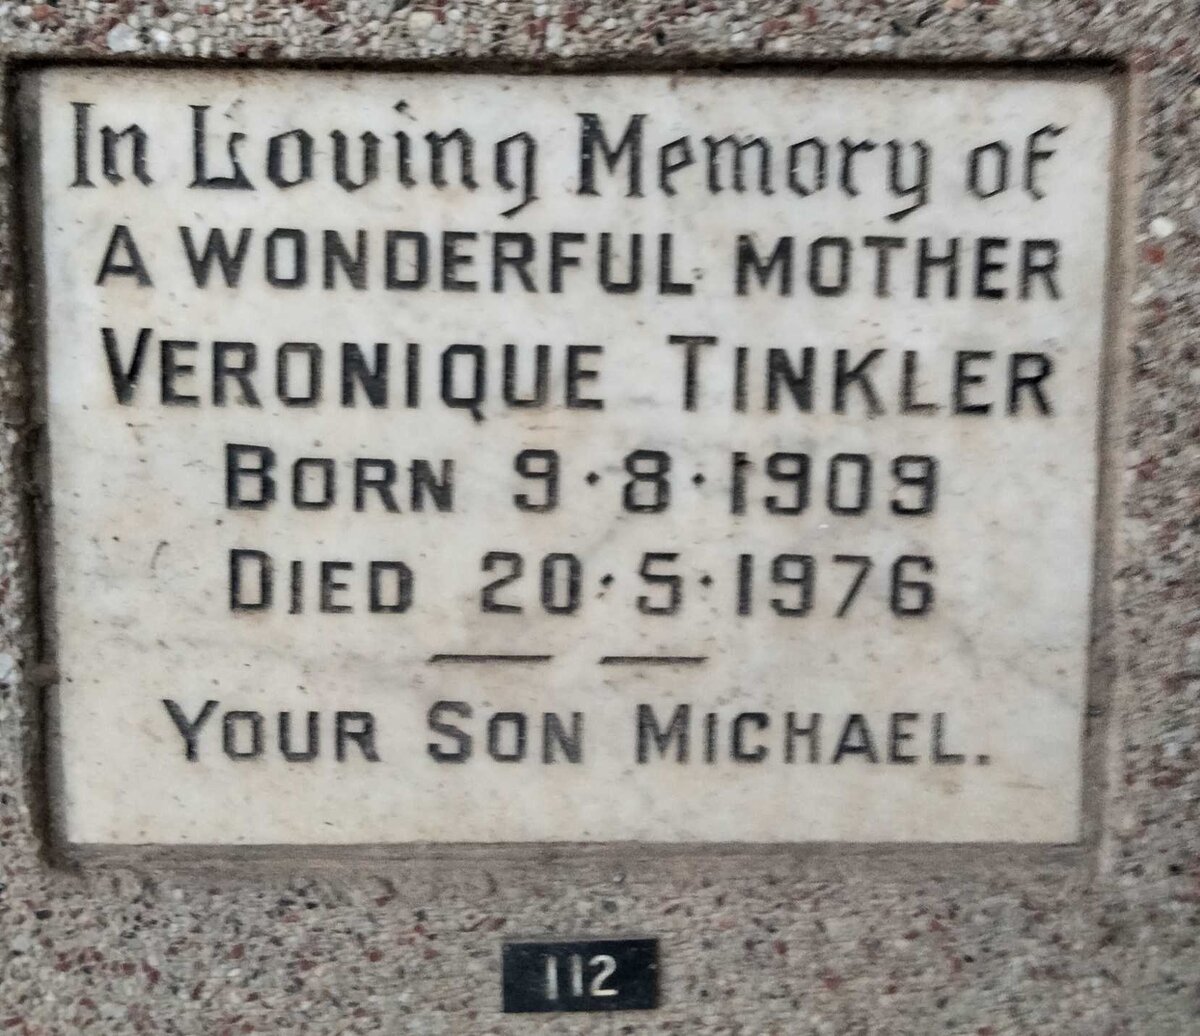 In Loving Memory of
A WONDERFUL MOTHER
VERONIQUE TINKLER
BORN 9·8·1909
DIED 20·5·1976
YOUR SON MICHAEL.
112